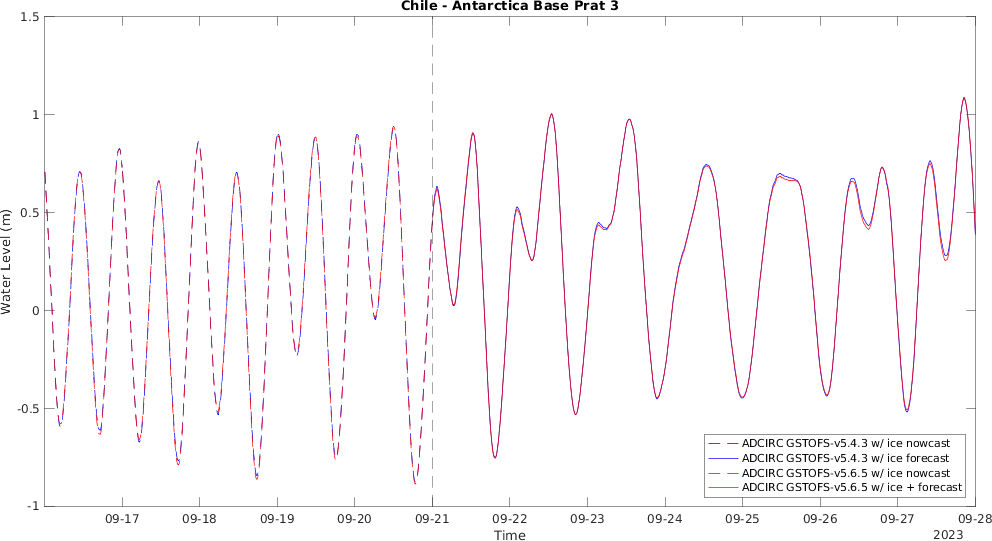 Chile - Antarctica Base Prat 3
1.5
1
0.5
0
-0.5
-1
Water Level (m)
09-17
09-18
09-19
09-20
09-21
09-22
09-23
09-24
09-25
09-26
09-27
09-28
Time
2023
ADCIRC GSTOFS-v5.4.3 w/ ice nowcast
ADCIRC GSTOFS-v5.4.3 w/ ice forecast
ADCIRC GSTOFS-v5.6.5 w/ ice nowcast
ADCIRC GSTOFS-v5.6.5 w/ ice + forecast